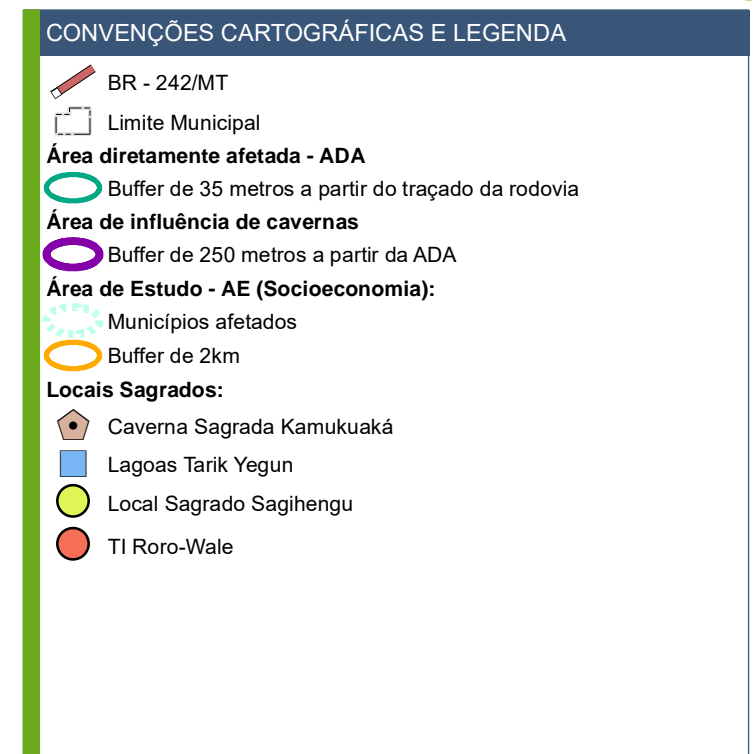 CONVENÇÕES CARTOGRÁFICAS E LEGENDA
BR - 242/MT
Limite Municipal
Área diretamente afetada - ADA
Buffer de 35 metros a partir do traçado da rodovia
Área de influência de cavernas
Buffer de 250 metros a partir da ADA
Área de Estudo - AE (Socioeconomia):
Municípios afetados
Buffer de 2km
Locais Sagrados:
Caverna Sagrada Kamukuaká
Lagoas Tarik Yegun
Local Sagrado Sagihengu
TI Roro-Wale